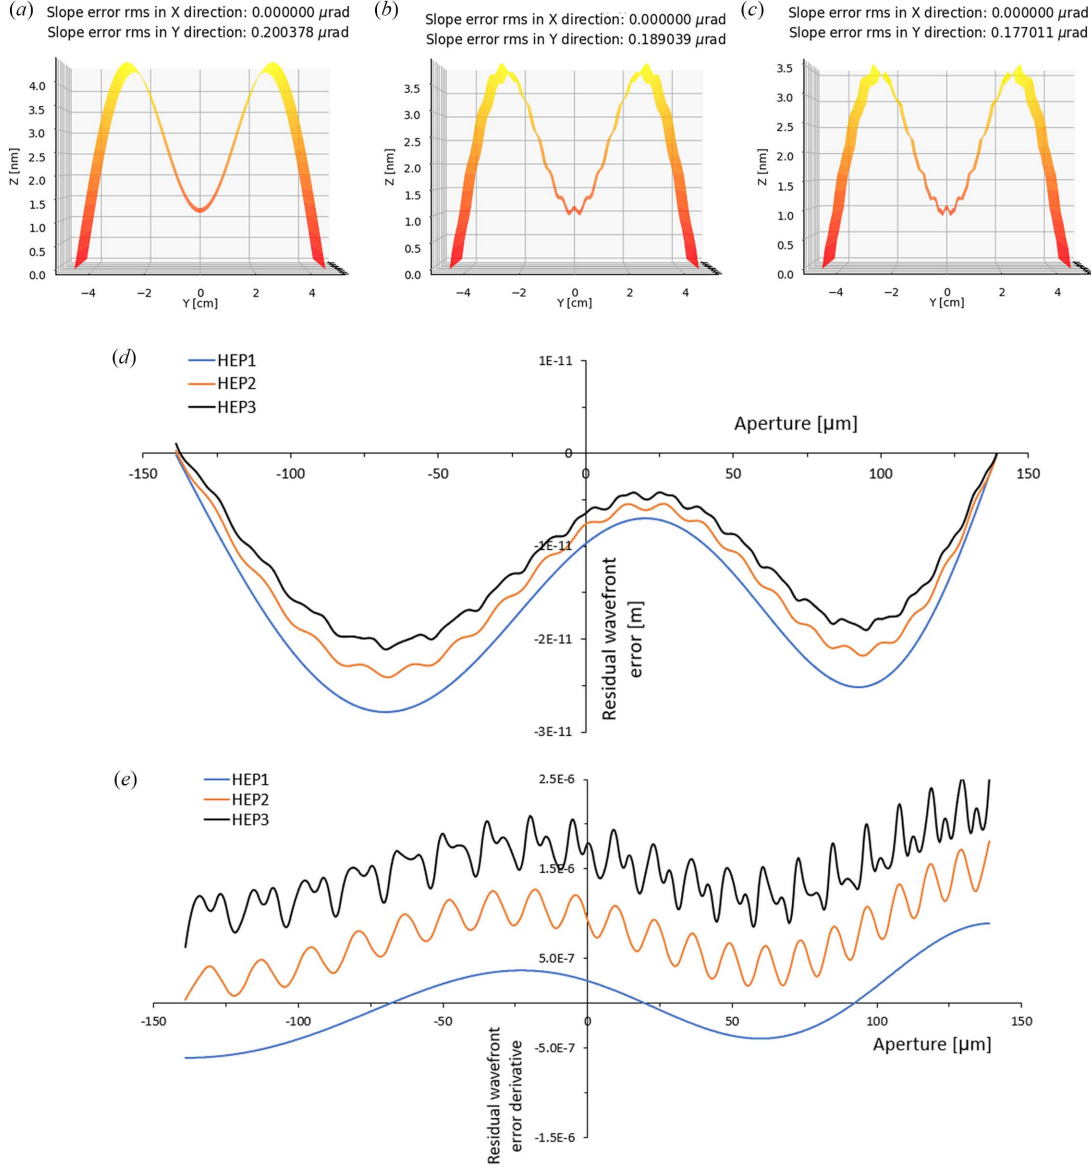 (a)
Slope error rms in X direction: 0.000000 μrad
Slope error rms in Y direction: 0.200378 μrad
4.0
3.5
3.0
2.5
2.0
1.5
1.0
0.5
0.0
Z [nm]
−4 −2 0 2 4
Y [cm]
(b)
Slope error rms in X direction: 0.000000 μrad
Slope error rms in Y direction: 0.189039 μrad
3.5
3.0
2.5
2.0
1.5
1.0
0.5
0.0
Z [nm]
−4 −2 0 2 4
Y [cm]
(c)
Slope error rms in X direction: 0.000000 μrad
Slope error rms in Y direction: 0.177011 μrad
3.5
3.0
2.5
2.0
1.5
1.0
0.5
0.0
Z [nm]
−4 −2 0 2 4
Y [cm]
(d)
HEP1
HEP2
HEP3
1E-11
Aperture [μm]
0
-150 -100 -50 0 50 100 150
-1E-11
-2E-11
-3E-11
Residual wavefront
error [m]
(e)
HEP1
HEP2
HEP3
2.5E-6
1.5E-6
5.0E-7
-150 -100 -50 0 50 100 150
-5.0E-7
Aperture [μm]
-1.5E-6
Residual wavefront
error derivative